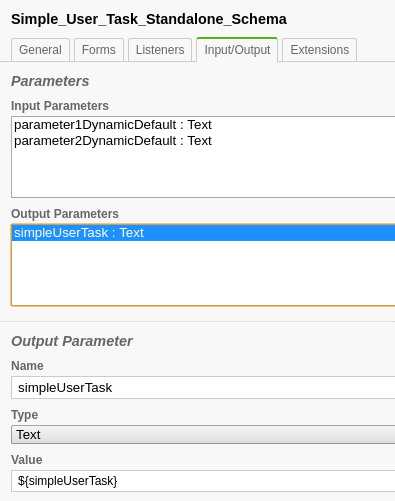 Simple_User_Task_Standalone_Schema
General Forms Listeners Input/Output Extensions
Parameters
Input Parameters
parameter1DynamicDefault : Text
parameter2DynamicDefault : Text
Output Parameters
simpleUserTask : Text
Output Parameter
Name
simpleUserTask
Type
Text
Value
${simpleUserTask}